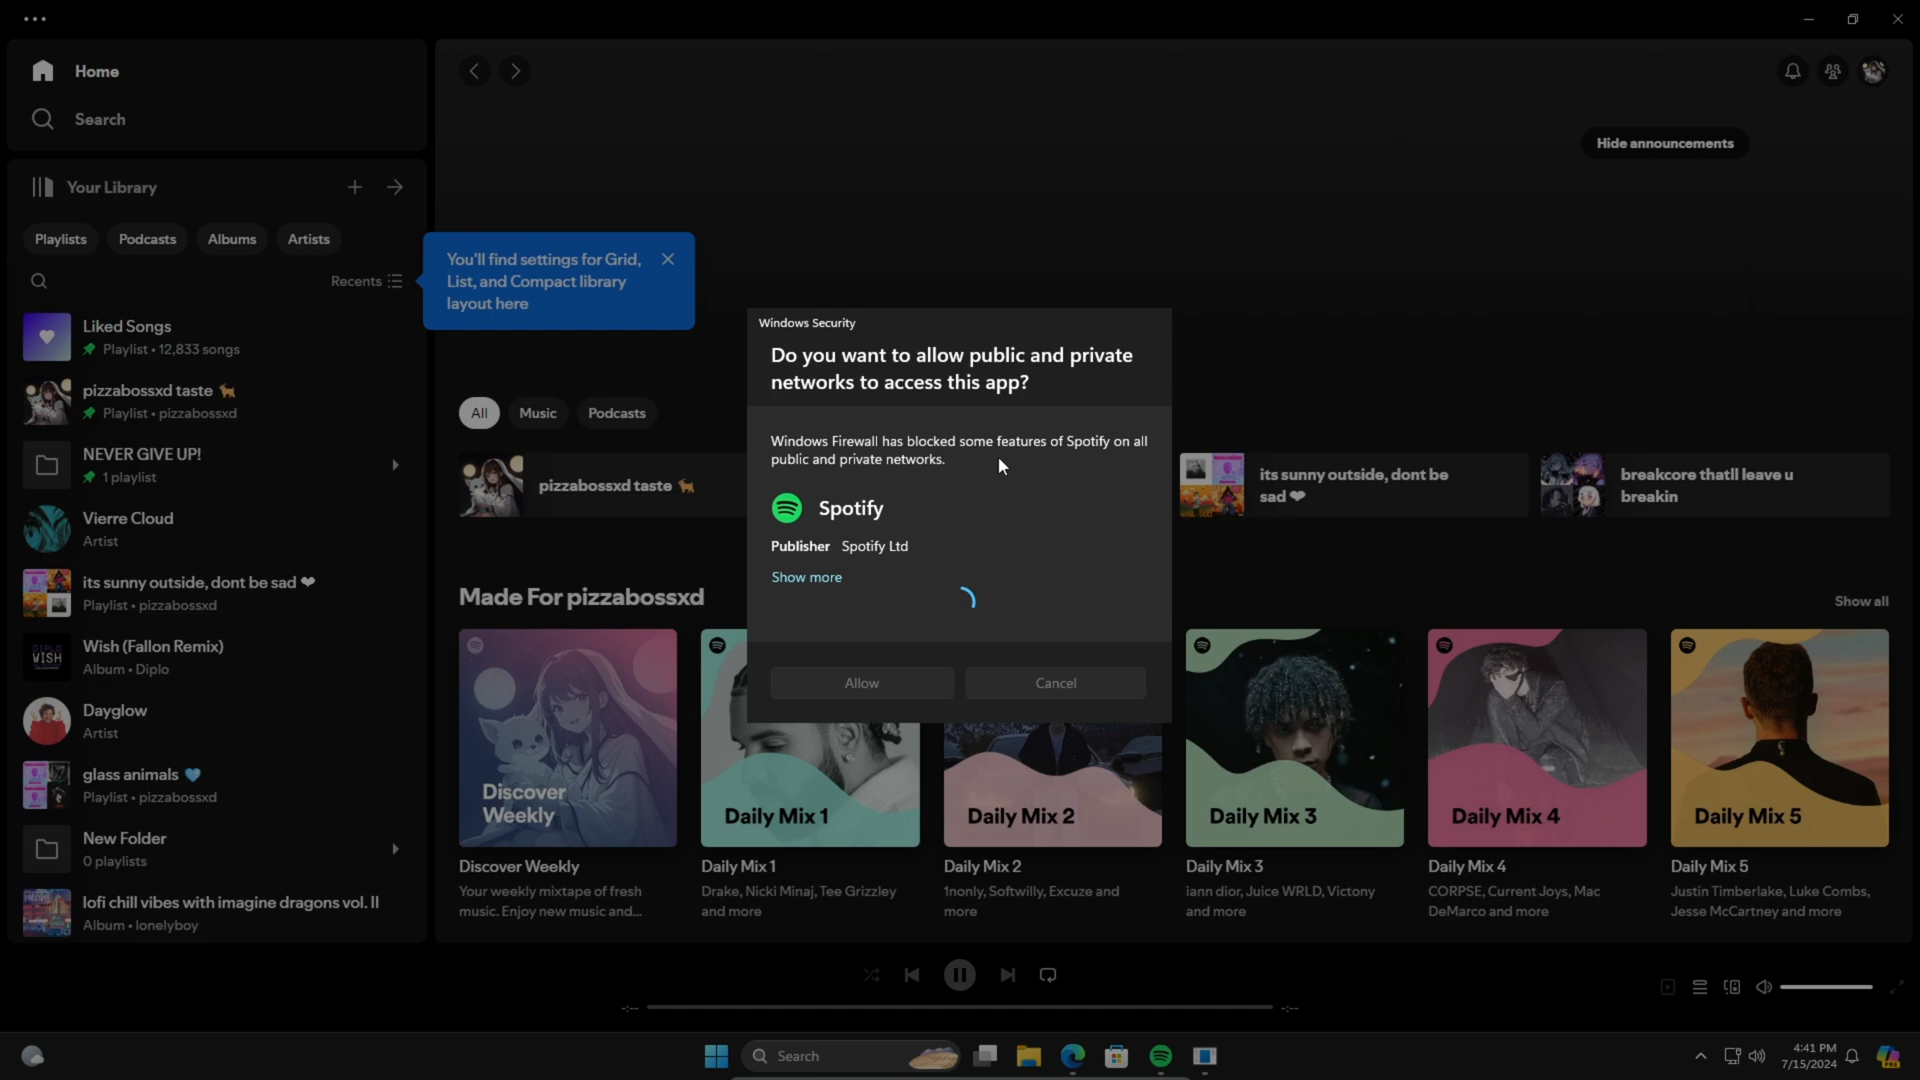 Home
Search
Your Library
Playlists
Podcasts
Albums
Artists
Recents
Liked Songs
Playlist • 12,833 songs
pizzabossxd taste 🐈
Playlist • pizzabossxd
NEVER GIVE UP!
1 playlist
Vierre Cloud
Artist
its sunny outside, dont be sad ❤
Playlist • pizzabossxd
DIPLO
WISH
Wish (Fallon Remix)
Album • Diplo
Dayglow
Artist
glass animals 💙
Playlist • pizzabossxd
New Folder
0 playlists
lofi chill vibes with imagine dragons vol. II
Album • lonelyboy
You'll find settings for Grid,
List, and Compact library
layout here
Hide announcements
All
Music
Podcasts
pizzabossxd taste 🐈
its sunny outside, dont be
sad ❤
breakcore thatll leave u
breakin
Windows Security
Do you want to allow public and private
networks to access this app?
Windows Firewall has blocked some features of Spotify on all
public and private networks.
Spotify
Publisher Spotify Ltd
Show more
Allow
Cancel
Made For pizzabossxd
Show all
Discover
Weekly
Daily Mix 1
Daily Mix 2
Daily Mix 3
Daily Mix 4
Daily Mix 5
Discover Weekly
Your weekly mixtape of fresh
music. Enjoy new music and...
Daily Mix 1
Drake, Nicki Minaj, Tee Grizzley
and more
Daily Mix 2
1nonly, Softwilly, Excuze and
more
Daily Mix 3
iann dior, Juice WRLD, Victony
and more
Daily Mix 4
CORPSE, Current Joys, Mac
DeMarco and more
Daily Mix 5
Justin Timberlake, Luke Combs,
Jesse McCartney and more
-:--
-:--
Search
4:41 PM
7/15/2024
PRE